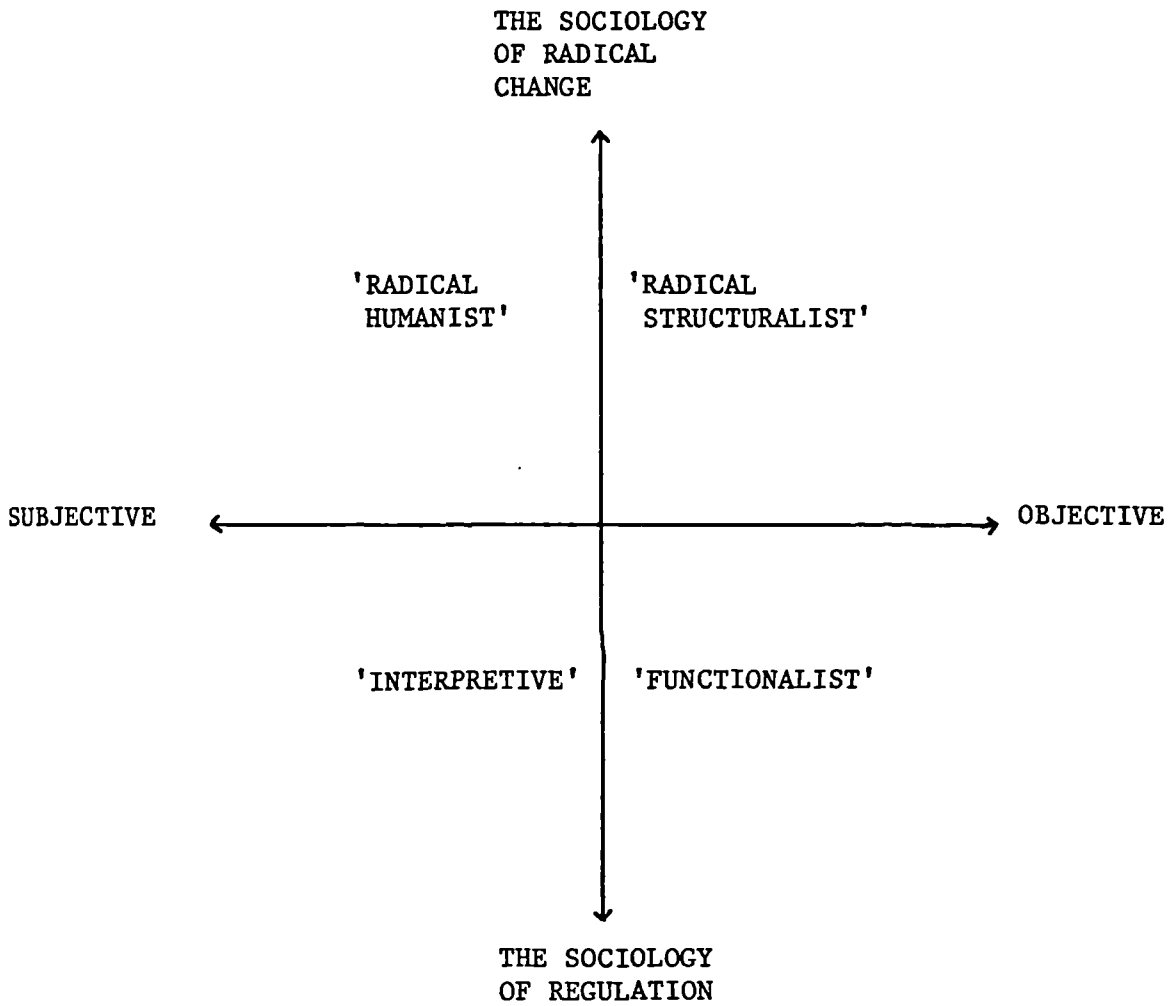 THE SOCIOLOGY
OF RADICAL
CHANGE
'RADICAL
HUMANIST'
'RADICAL
STRUCTURALIST'
SUBJECTIVE
OBJECTIVE
'INTERPRETIVE'
'FUNCTIONALIST'
THE SOCIOLOGY
OF REGULATION